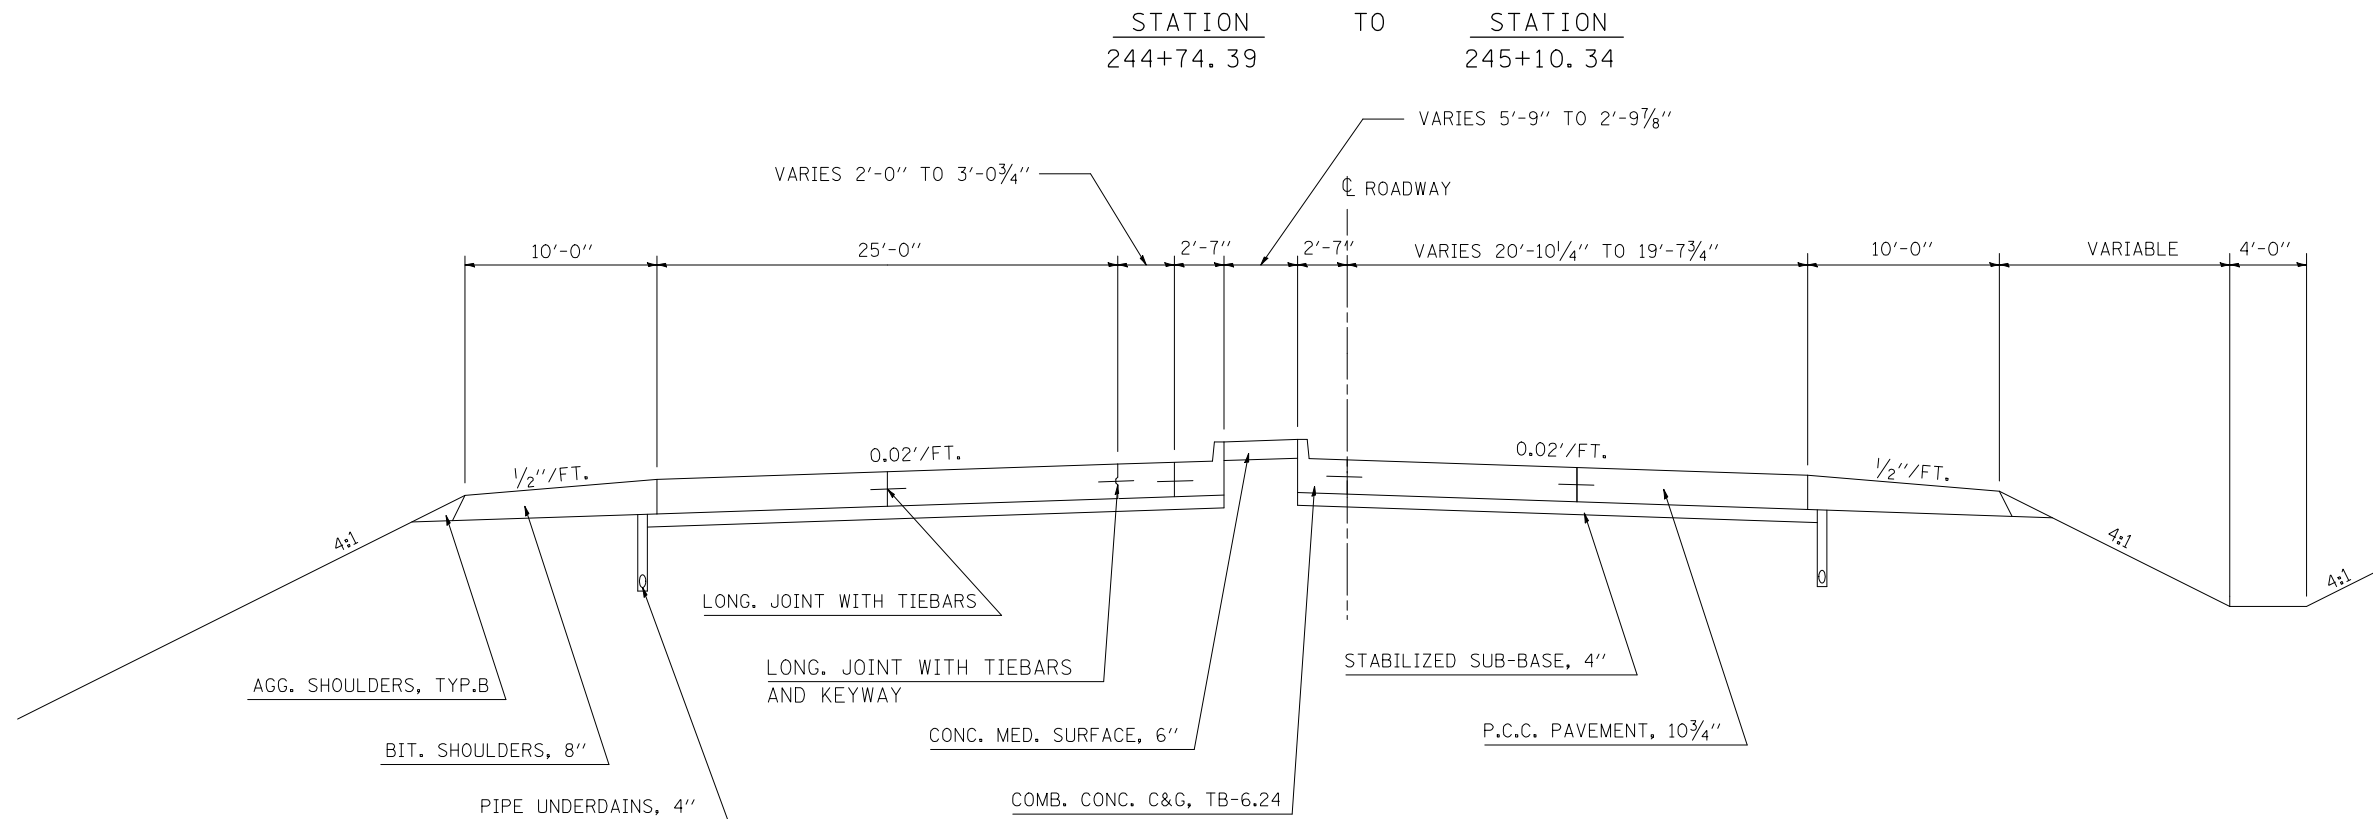 STATION TO STATION
244+74.39 245+10.34
VARIES 5'-9" TO 2'-9⅞"
VARIES 2'-0" TO 3'-0¾"
℄ ROADWAY
10'-0" 25'-0" 2'-7" 2'-7" VARIES 20'-10¼" TO 19'-7¾" 10'-0" VARIABLE 4'-0"
½"/FT. 0.02'/FT. 0.02'/FT. ½"/FT.
4:1 4:1 4:1
LONG. JOINT WITH TIEBARS
LONG. JOINT WITH TIEBARS
AND KEYWAY
STABILIZED SUB-BASE, 4"
AGG. SHOULDERS, TYP.B
CONC. MED. SURFACE, 6"
P.C.C. PAVEMENT, 10¾"
BIT. SHOULDERS, 8"
PIPE UNDERDAINS, 4"
COMB. CONC. C&G, TB-6.24